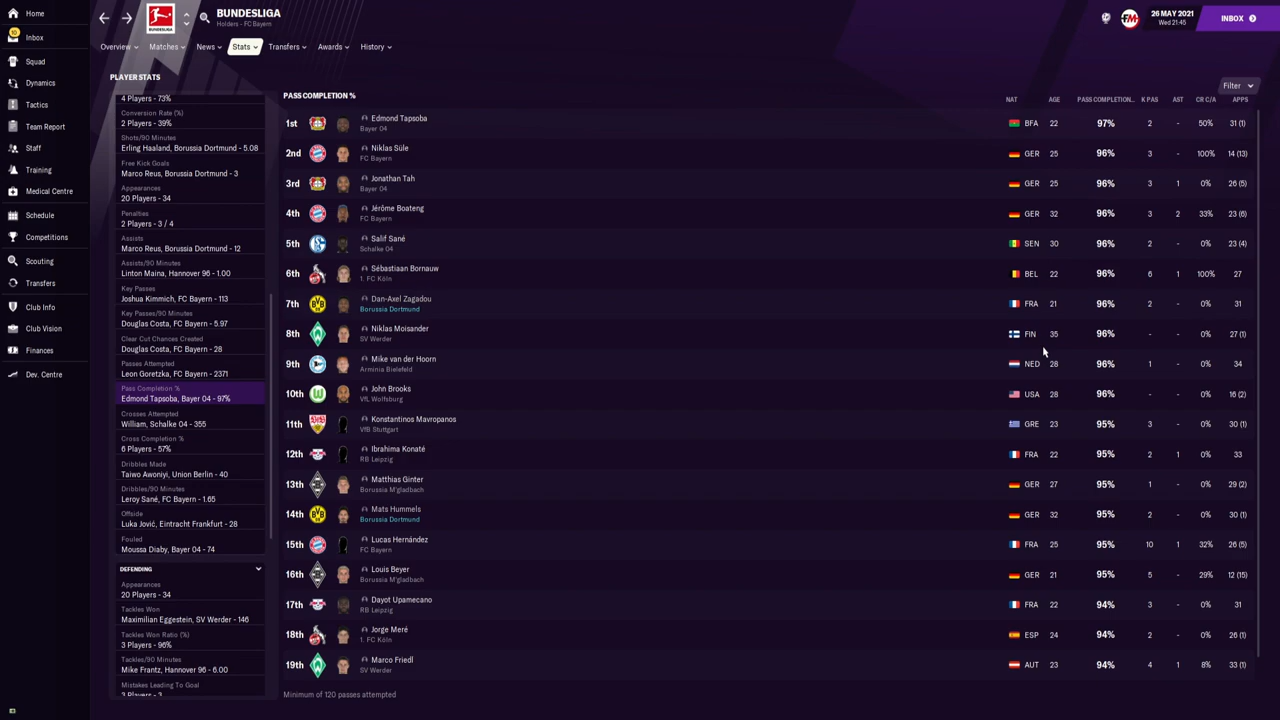 Home
BUNDESLIGA
Holders - FC Bayern
26 MAY 2021
Wed 21:45
INBOX
10
Inbox
Overview Matches News Stats Transfers Awards History
Squad
Dynamics
Tactics
Team Report
Staff
Training
Medical Centre
Schedule
Competitions
Scouting
Transfers
Club Info
Club Vision
Finances
Dev. Centre
PLAYER STATS
4 Players - 73%
Conversion Rate (%)
2 Players - 39%
Shots/90 Minutes
Erling Haaland, Borussia Dortmund - 5.08
Free Kick Goals
Marco Reus, Borussia Dortmund - 3
Appearances
20 Players - 34
Penalties
2 Players - 3 / 4
Assists
Marco Reus, Borussia Dortmund - 12
Assists/90 Minutes
Linton Maina, Hannover 96 - 1.00
Key Passes
Joshua Kimmich, FC Bayern - 113
Key Passes/90 Minutes
Douglas Costa, FC Bayern - 5.97
Clear Cut Chances Created
Douglas Costa, FC Bayern - 28
Passes Attempted
Leon Goretzka, FC Bayern - 2371
Pass Completion %
Edmond Tapsoba, Bayer 04 - 97%
Crosses Attempted
William, Schalke 04 - 355
Cross Completion %
6 Players - 57%
Dribbles Made
Taiwo Awoniyi, Union Berlin - 40
Dribbles/90 Minutes
Leroy Sané, FC Bayern - 1.65
Offside
Luka Jović, Eintracht Frankfurt - 28
Fouled
Moussa Diaby, Bayer 04 - 74
DEFENDING
Appearances
20 Players - 34
Tackles Won
Maximilian Eggestein, SV Werder - 146
Tackles Won Ratio (%)
3 Players - 96%
Tackles/90 Minutes
Mike Frantz, Hannover 96 - 6.00
Mistakes Leading To Goal
3 Players - 3
Filter
PASS COMPLETION %
NAT AGE PASS COMPLETION... K PAS AST CR C/A APPS
1st Edmond Tapsoba BFA 22 97% 2 - 50% 31 (1)
Bayer 04
2nd Niklas Süle GER 25 96% 3 - 100% 14 (13)
FC Bayern
3rd Jonathan Tah GER 25 96% 3 1 0% 26 (5)
Bayer 04
4th Jérôme Boateng GER 32 96% 3 2 33% 23 (6)
FC Bayern
5th Salif Sané SEN 30 96% 2 - 0% 23 (4)
Schalke 04
6th Sébastiaan Bornauw BEL 22 96% 6 1 100% 27
1. FC Köln
7th Dan-Axel Zagadou FRA 21 96% 2 - 0% 31
Borussia Dortmund
8th Niklas Moisander FIN 35 96% - - 0% 27 (1)
SV Werder
9th Mike van der Hoorn NED 28 96% 1 - 0% 34
Arminia Bielefeld
10th John Brooks USA 28 96% - - 0% 16 (2)
VfL Wolfsburg
11th Konstantinos Mavropanos GRE 23 95% 3 - 0% 30 (1)
VfB Stuttgart
12th Ibrahima Konaté FRA 22 95% 2 1 0% 33
RB Leipzig
13th Matthias Ginter GER 27 95% 1 - 0% 29 (2)
Borussia M'gladbach
14th Mats Hummels GER 32 95% 2 - 0% 30 (1)
Borussia Dortmund
15th Lucas Hernández FRA 25 95% 10 1 32% 26 (5)
FC Bayern
16th Louis Beyer GER 21 95% 5 - 29% 12 (15)
Borussia M'gladbach
17th Dayot Upamecano FRA 22 94% 3 - 0% 31
RB Leipzig
18th Jorge Meré ESP 24 94% 2 - 0% 26 (1)
1. FC Köln
19th Marco Friedl AUT 23 94% 4 1 8% 33 (1)
SV Werder
Minimum of 120 passes attempted